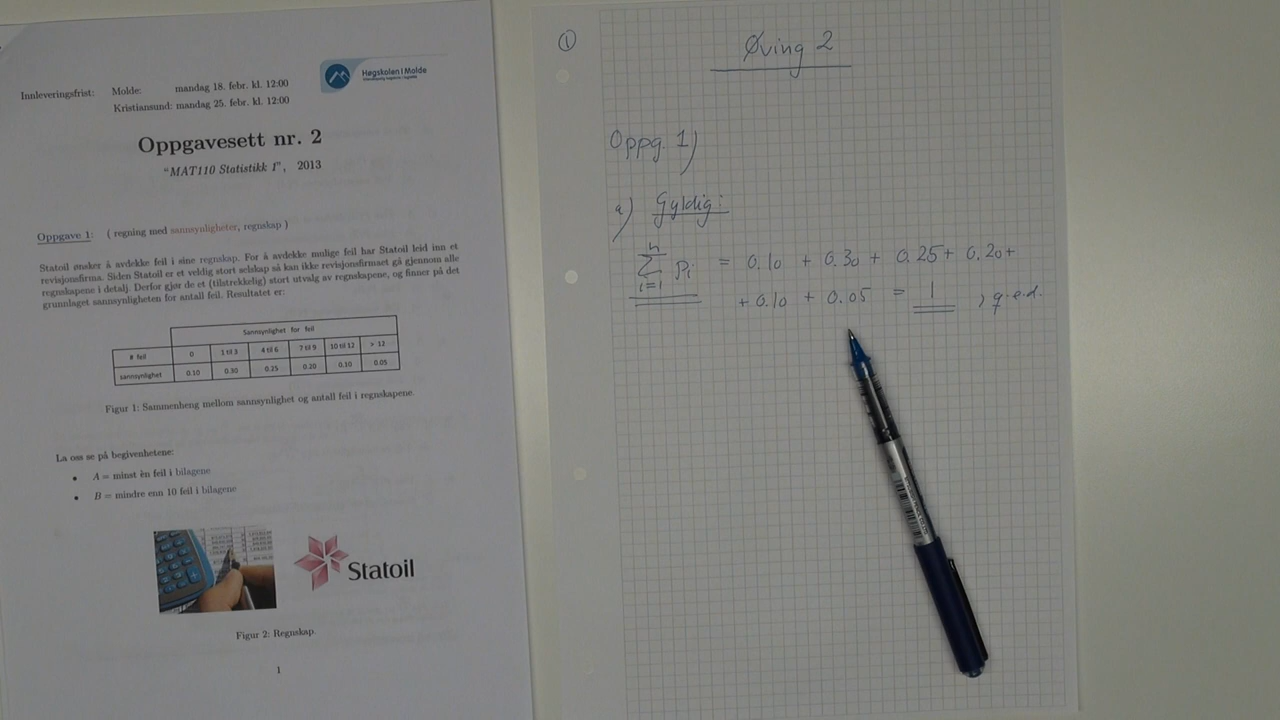 Innleveringsfrist: Molde: mandag 18. febr. kl. 12:00
Kristiansund: mandag 25. febr. kl. 12:00
Høgskolen i Molde
Oppgavesett nr. 2
"MAT110 Statistikk 1", 2013
Oppgave 1: ( regning med sannsynligheter, regnskap )
Statoil ønsker å avdekke feil i sine regnskap. For å avdekke mulige feil har Statoil leid inn et
revisjonsfirma. Siden Statoil er et veldig stort selskap så kan ikke revisjonsfirmaet gå gjennom alle
regnskapene i detalj. Derfor gjør de et (tilstrekkelig) stort utvalg av regnskapene, og finner på det
grunnlaget sannsynligheten for antall feil. Resultatet er:
Sannsynlighet for feil
# feil 0 1 til 3 4 til 6 7 til 9 10 til 12 > 12
sannsynlighet 0.10 0.30 0.25 0.20 0.10 0.05
Figur 1: Sammenheng mellom sannsynlighet og antall feil i regnskapene.
La oss se på begivenhetene:
• A = minst èn feil i bilagene
• B = mindre enn 10 feil i bilagene
Statoil
Figur 2: Regnskap.
1
① Øving 2
Oppg. 1)
a) Gyldig:
n
∑ pi = 0.10 + 0.30 + 0.25 + 0.20 +
i=1
+ 0.10 + 0.05 = 1 , q.e.d.